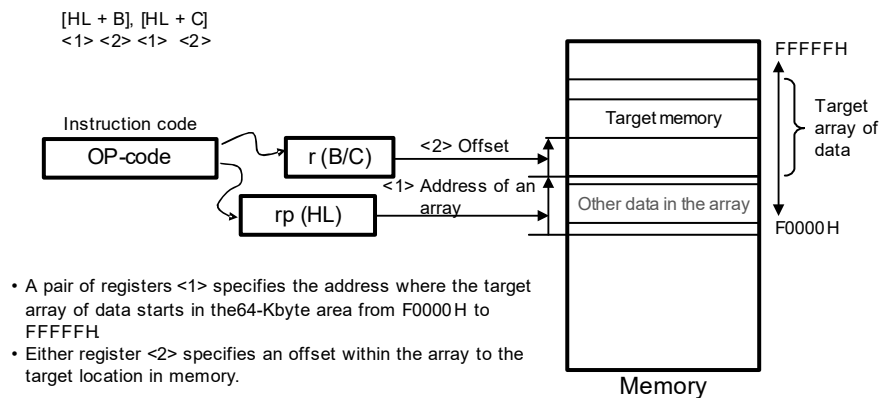 [HL + B], [HL + C]
<1> <2> <1> <2>
FFFFFH
Target memory
Target
array of
data
Instruction code
OP-code
r (B/C)
<2> Offset
<1> Address of an
array
rp (HL)
Other data in the array
F0000H
• A pair of registers <1> specifies the address where the target
array of data starts in the64-Kbyte area from F0000H to
FFFFFH.
• Either register <2> specifies an offset within the array to the
target location in memory.
Memory